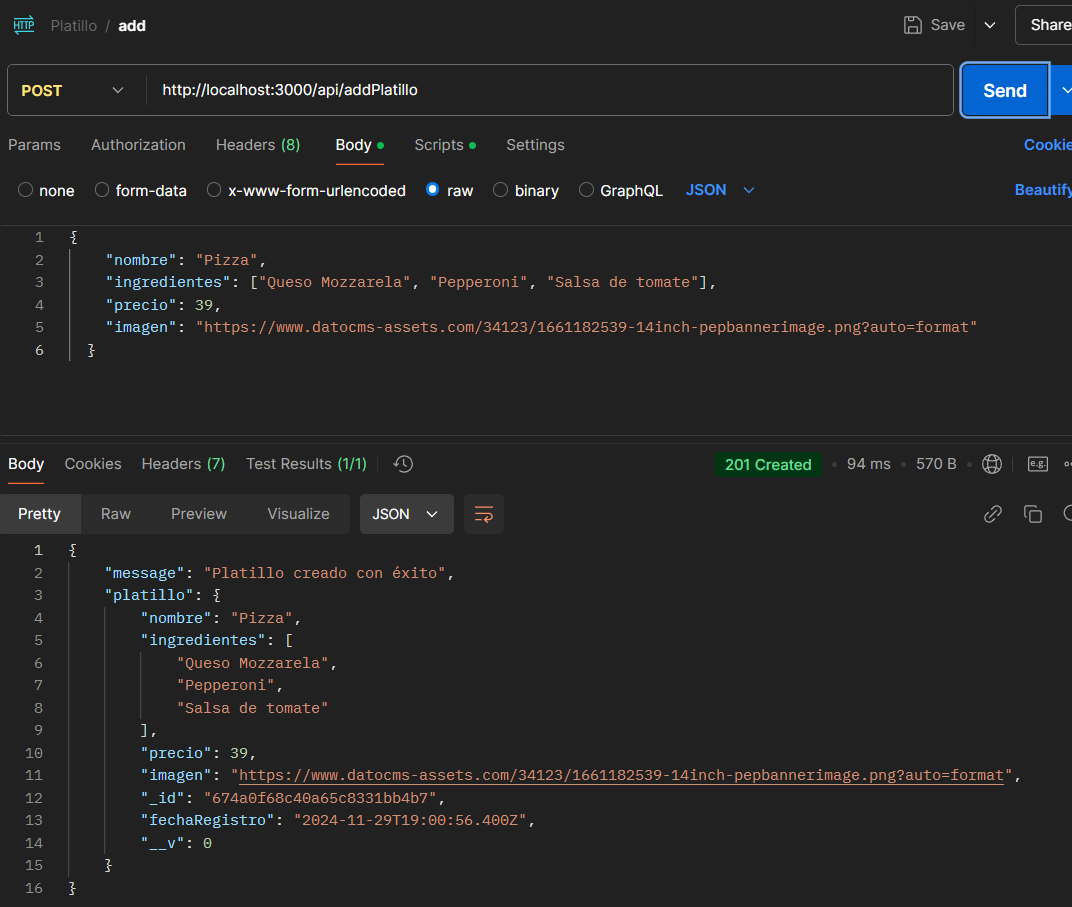 HTTP Platillo / add Save Share
POST http://localhost:3000/api/addPlatillo Send
Params Authorization Headers (8) Body Scripts Settings Cookie
none form-data x-www-form-urlencoded raw binary GraphQL JSON Beautify
1 {
2 "nombre": "Pizza",
3 "ingredientes": ["Queso Mozzarela", "Pepperoni", "Salsa de tomate"],
4 "precio": 39,
5 "imagen": "https://www.datocms-assets.com/34123/1661182539-14inch-pepbannerimage.png?auto=format"
6 }
Body Cookies Headers (7) Test Results (1/1) 201 Created 94 ms 570 B e.g.
Pretty Raw Preview Visualize JSON
1 {
2 "message": "Platillo creado con éxito",
3 "platillo": {
4 "nombre": "Pizza",
5 "ingredientes": [
6 "Queso Mozzarela",
7 "Pepperoni",
8 "Salsa de tomate"
9 ],
10 "precio": 39,
11 "imagen": "https://www.datocms-assets.com/34123/1661182539-14inch-pepbannerimage.png?auto=format",
12 "_id": "674a0f68c40a65c8331bb4b7",
13 "fechaRegistro": "2024-11-29T19:00:56.400Z",
14 "__v": 0
15 }
16 }